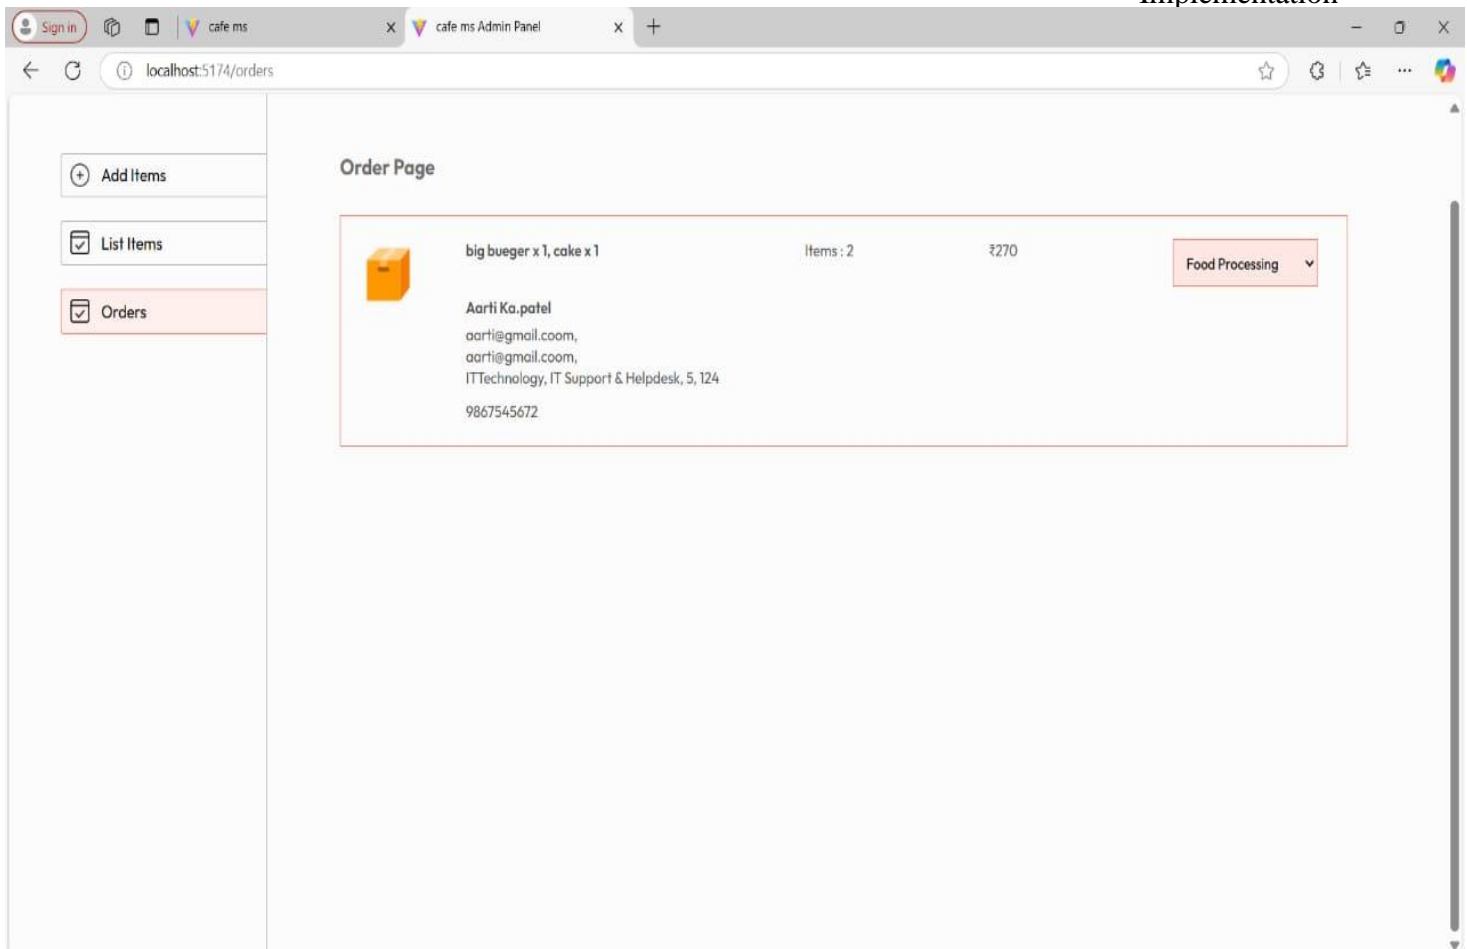 Implementation
Sign in
cafe ms
X
cafe ms Admin Panel
X
localhost:5174/orders
Add Items
List Items
Orders
Order Page
big bueger x 1, cake x 1
Items : 2
₹270
Food Processing
Aarti Ka.patel
aarti@gmail.coom,
aarti@gmail.coom,
ITTechnology, IT Support & Helpdesk, 5, 124
9867545672